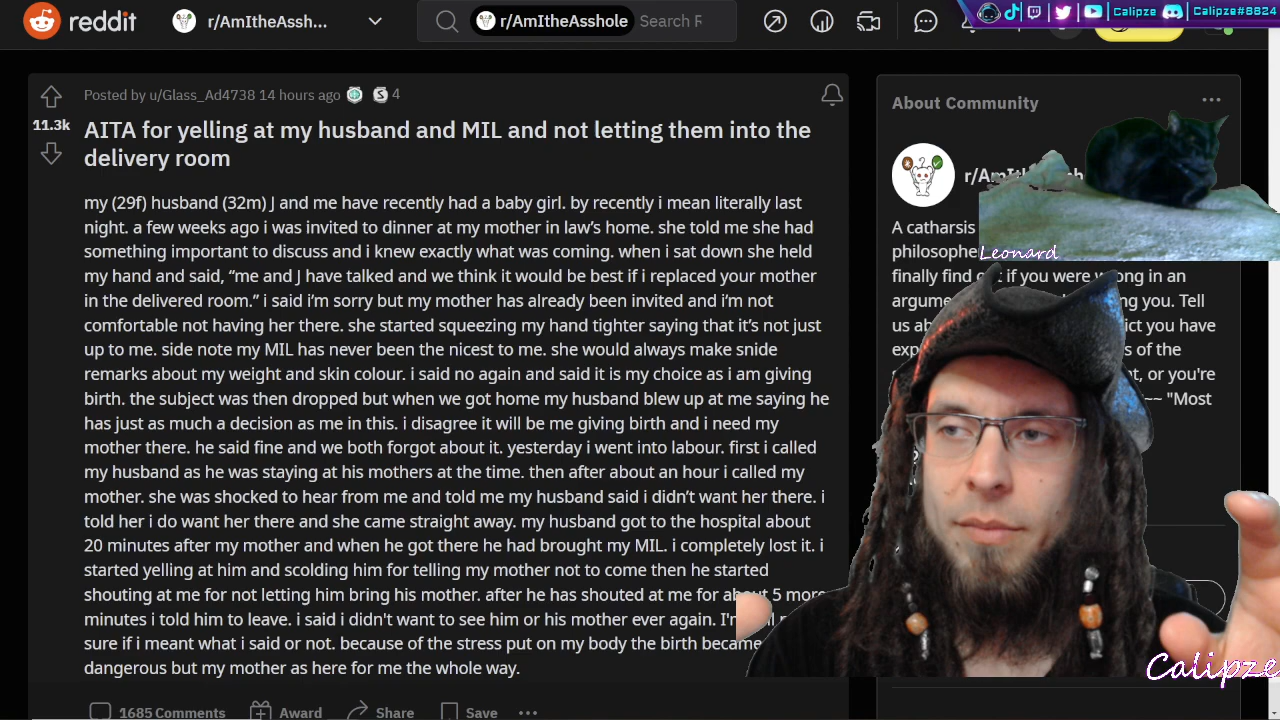 reddit
r/AmItheAssh...
r/AmItheAsshole
Search F
Calipze
Calipze#8824
Posted by u/Glass_Ad4738 14 hours ago
S 4
11.3k
AITA for yelling at my husband and MIL and not letting them into the
delivery room
my (29f) husband (32m) J and me have recently had a baby girl. by recently i mean literally last
night. a few weeks ago i was invited to dinner at my mother in law’s home. she told me she had
something important to discuss and i knew exactly what was coming. when i sat down she held
my hand and said, “me and J have talked and we think it would be best if i replaced your mother
in the delivered room.” i said i’m sorry but my mother has already been invited and i’m not
comfortable not having her there. she started squeezing my hand tighter saying that it’s not just
up to me. side note my MIL has never been the nicest to me. she would always make snide
remarks about my weight and skin colour. i said no again and said it is my choice as i am giving
birth. the subject was then dropped but when we got home my husband blew up at me saying he
has just as much a decision as me in this. i disagree it will be me giving birth and i need my
mother there. he said fine and we both forgot about it. yesterday i went into labour. first i called
my husband as he was staying at his mothers at the time. then after about an hour i called my
mother. she was shocked to hear from me and told me my husband said i didn’t want her there. i
told her i do want her there and she came straight away. my husband got to the hospital about
20 minutes after my mother and when he got there he had brought my MIL. i completely lost it. i
started yelling at him and scolding him for telling my mother not to come then he started
shouting at me for not letting him bring his mother. after he has shouted at me for about 5 more
minutes i told him to leave. i said i didn't want to see him or his mother ever again. I'm
sure if i meant what i said or not. because of the stress put on my body the birth became
dangerous but my mother as here for me the whole way.
1685 Comments
Award
Share
Save
About Community
r/AmItheAssh
A catharsis
philosophe
Leonard
finally find out if you were wrong in an
argume
ng you. Tell
us ab
ict you have
exp
s of the
t, or you're
~~ "Most
Calipze